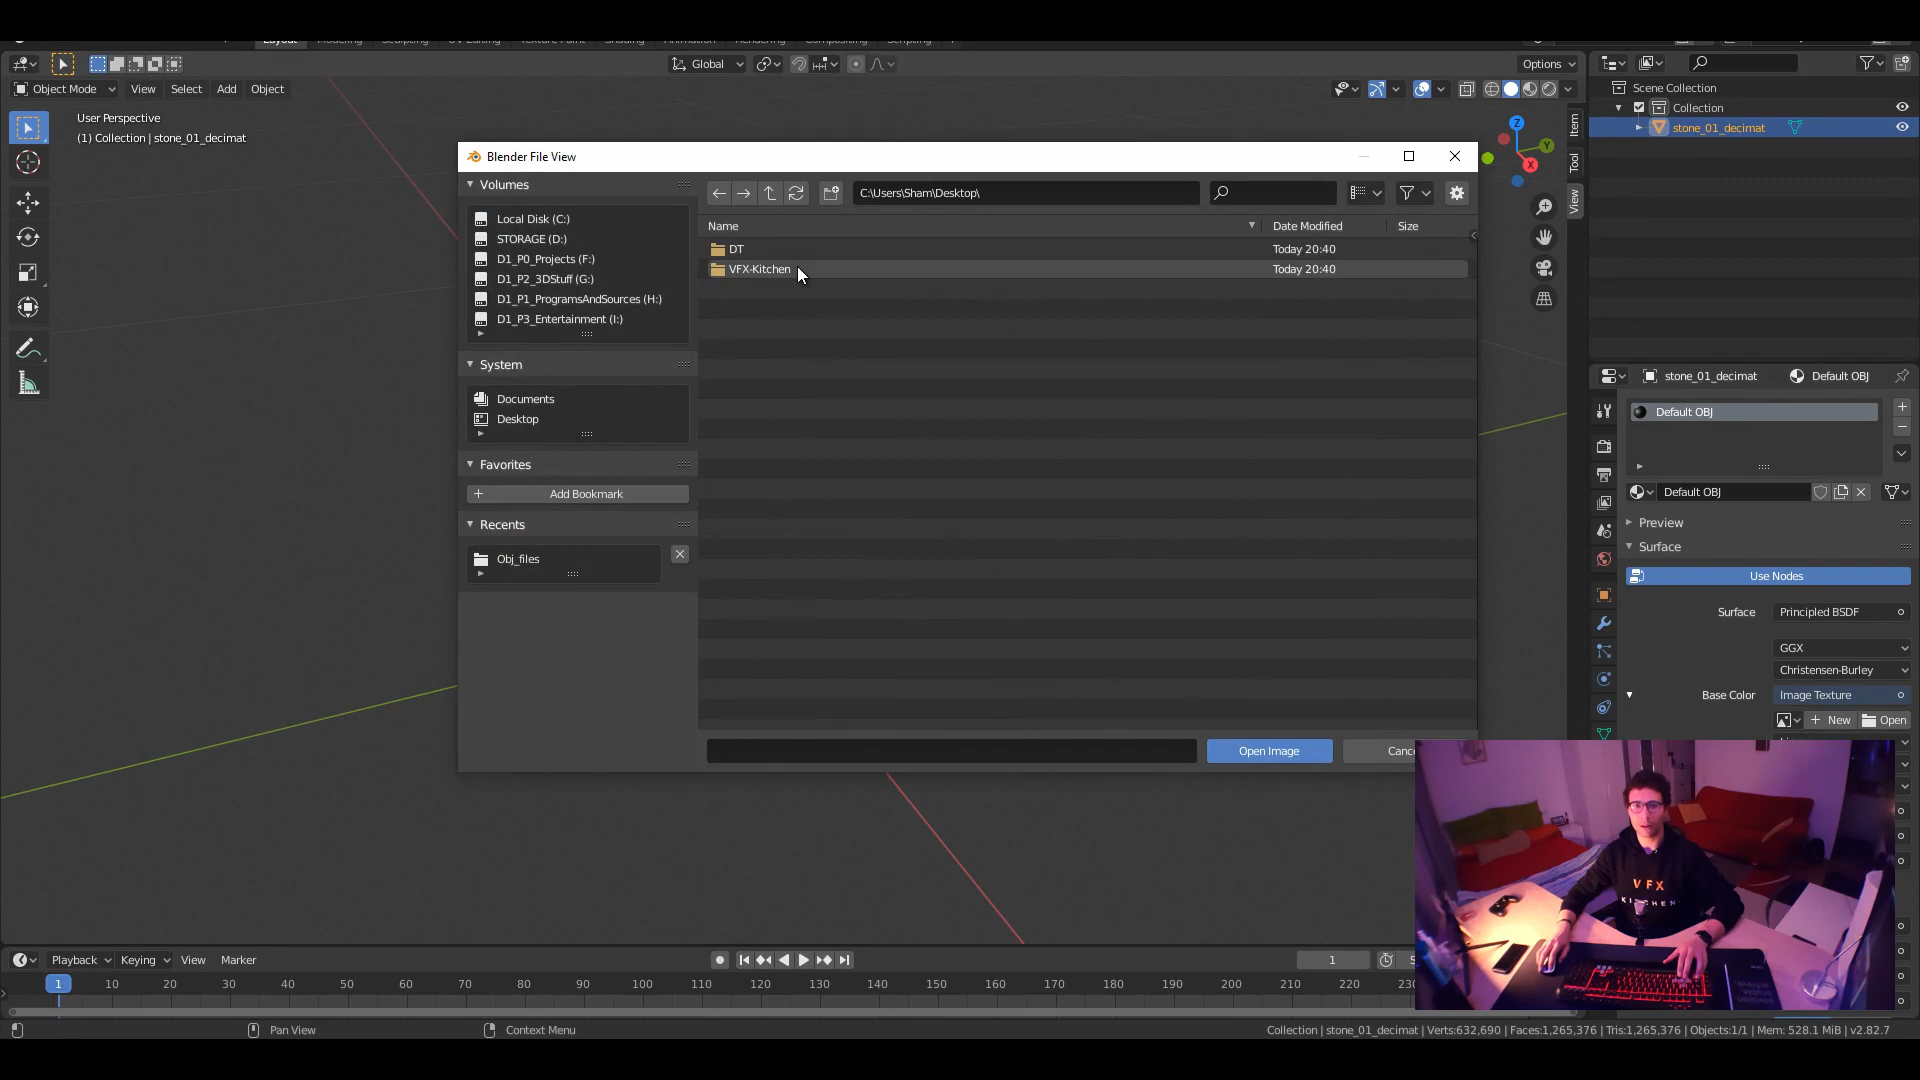 Layout
Global
Options
Object Mode View Select Add Object
User Perspective
(1) Collection | stone_01_decimat
Item
Tool
View
Z
Y
X
Scene Collection
Collection
stone_01_decimat
Blender File View
Volumes
Local Disk (C:)
STORAGE (D:)
D1_P0_Projects (F:)
D1_P2_3DStuff (G:)
D1_P1_ProgramsAndSources (H:)
D1_P3_Entertainment (I:)
System
Documents
Desktop
Favorites
Add Bookmark
Recents
Obj_files
C:\Users\Sham\Desktop\
Name Date Modified Size
DT Today 20:40
VFX-Kitchen Today 20:40
Open Image
Cance
stone_01_decimat Default OBJ
Default OBJ
Default OBJ
Preview
Surface
Use Nodes
Surface Principled BSDF
GGX
Christensen-Burley
Base Color Image Texture
New Open
VFX
KITCHEN
Playback Keying View Marker
1
1 10 20 30 40 50 60 70 80 90 100 110 120 130 140 150 160 170 180 190 200 210 220
Pan View
Context Menu
Collection | stone_01_decimat | Verts:632,690 | Faces:1,265,376 | Tris:1,265,376 | Objects:1/1 | Mem: 528.1 MiB | v2.82.7